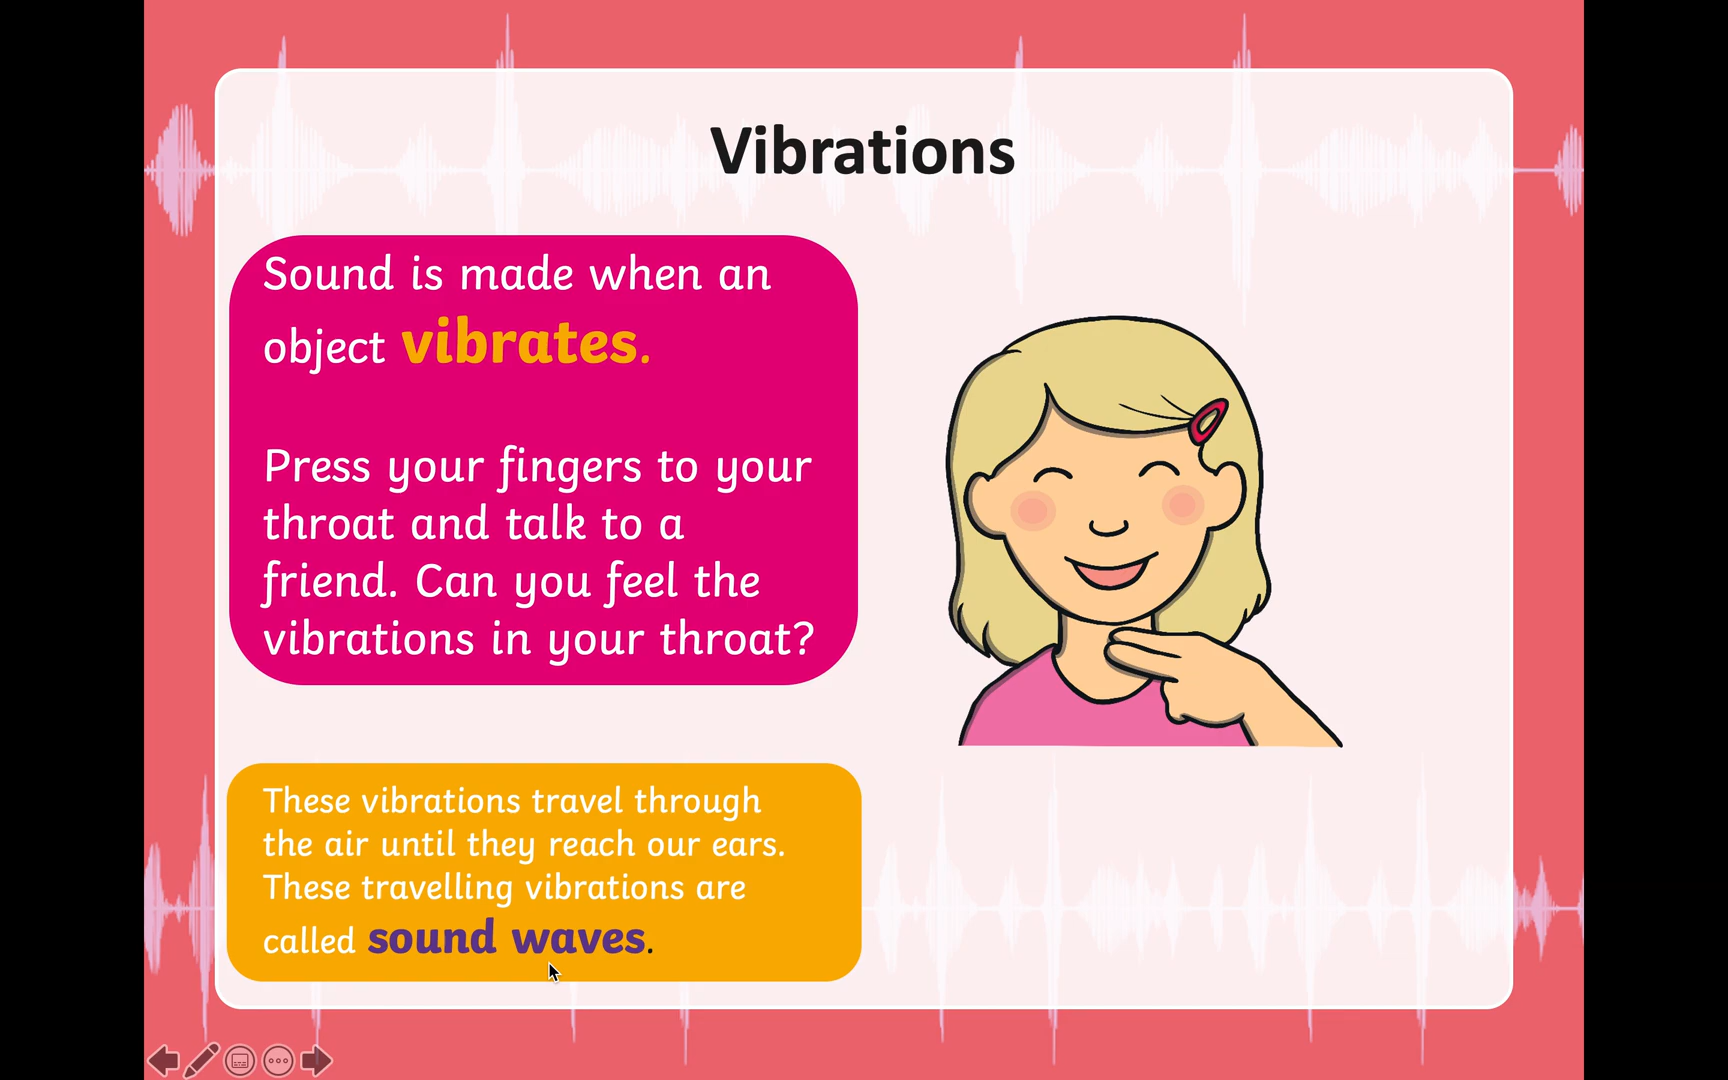 Vibrations
Sound is made when an
object vibrates.
Press your fingers to your
throat and talk to a
friend. Can you feel the
vibrations in your throat?
These vibrations travel through
the air until they reach our ears.
These travelling vibrations are
called sound waves.